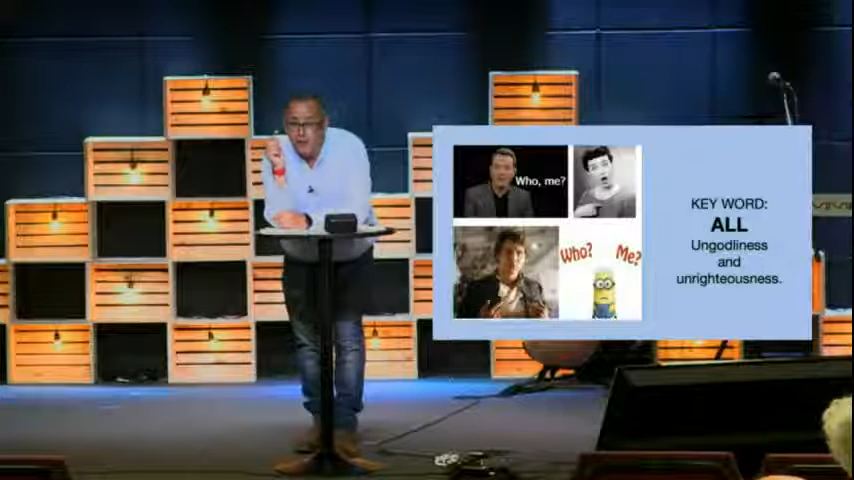 Who, me?
Who? Me?
KEY WORD:
ALL
Ungodliness
and
unrighteousness.